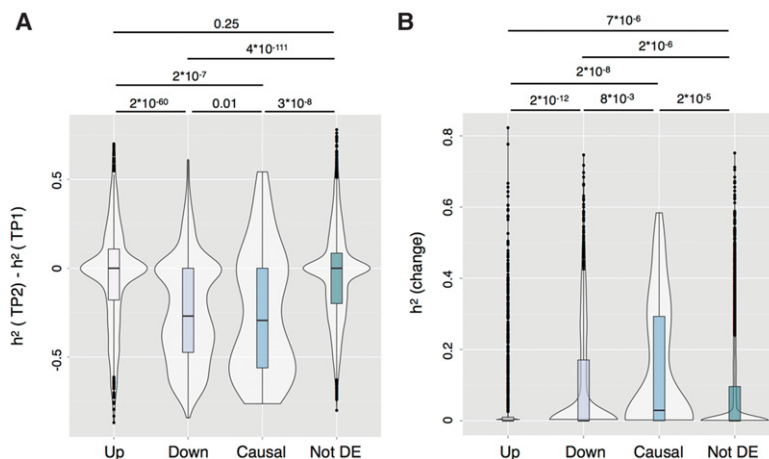 A
0.25
4*10-111
2*10-7
2*10-60 0.01 3*10-8
0.5
0
-0.5
h² ( TP2) - h² ( TP1)
Up Down Causal Not DE
B
7*10-6
2*10-6
2*10-8
2*10-12 8*10-3 2*10-5
0.8
0.6
0.4
0.2
0
h² (change)
Up Down Causal Not DE